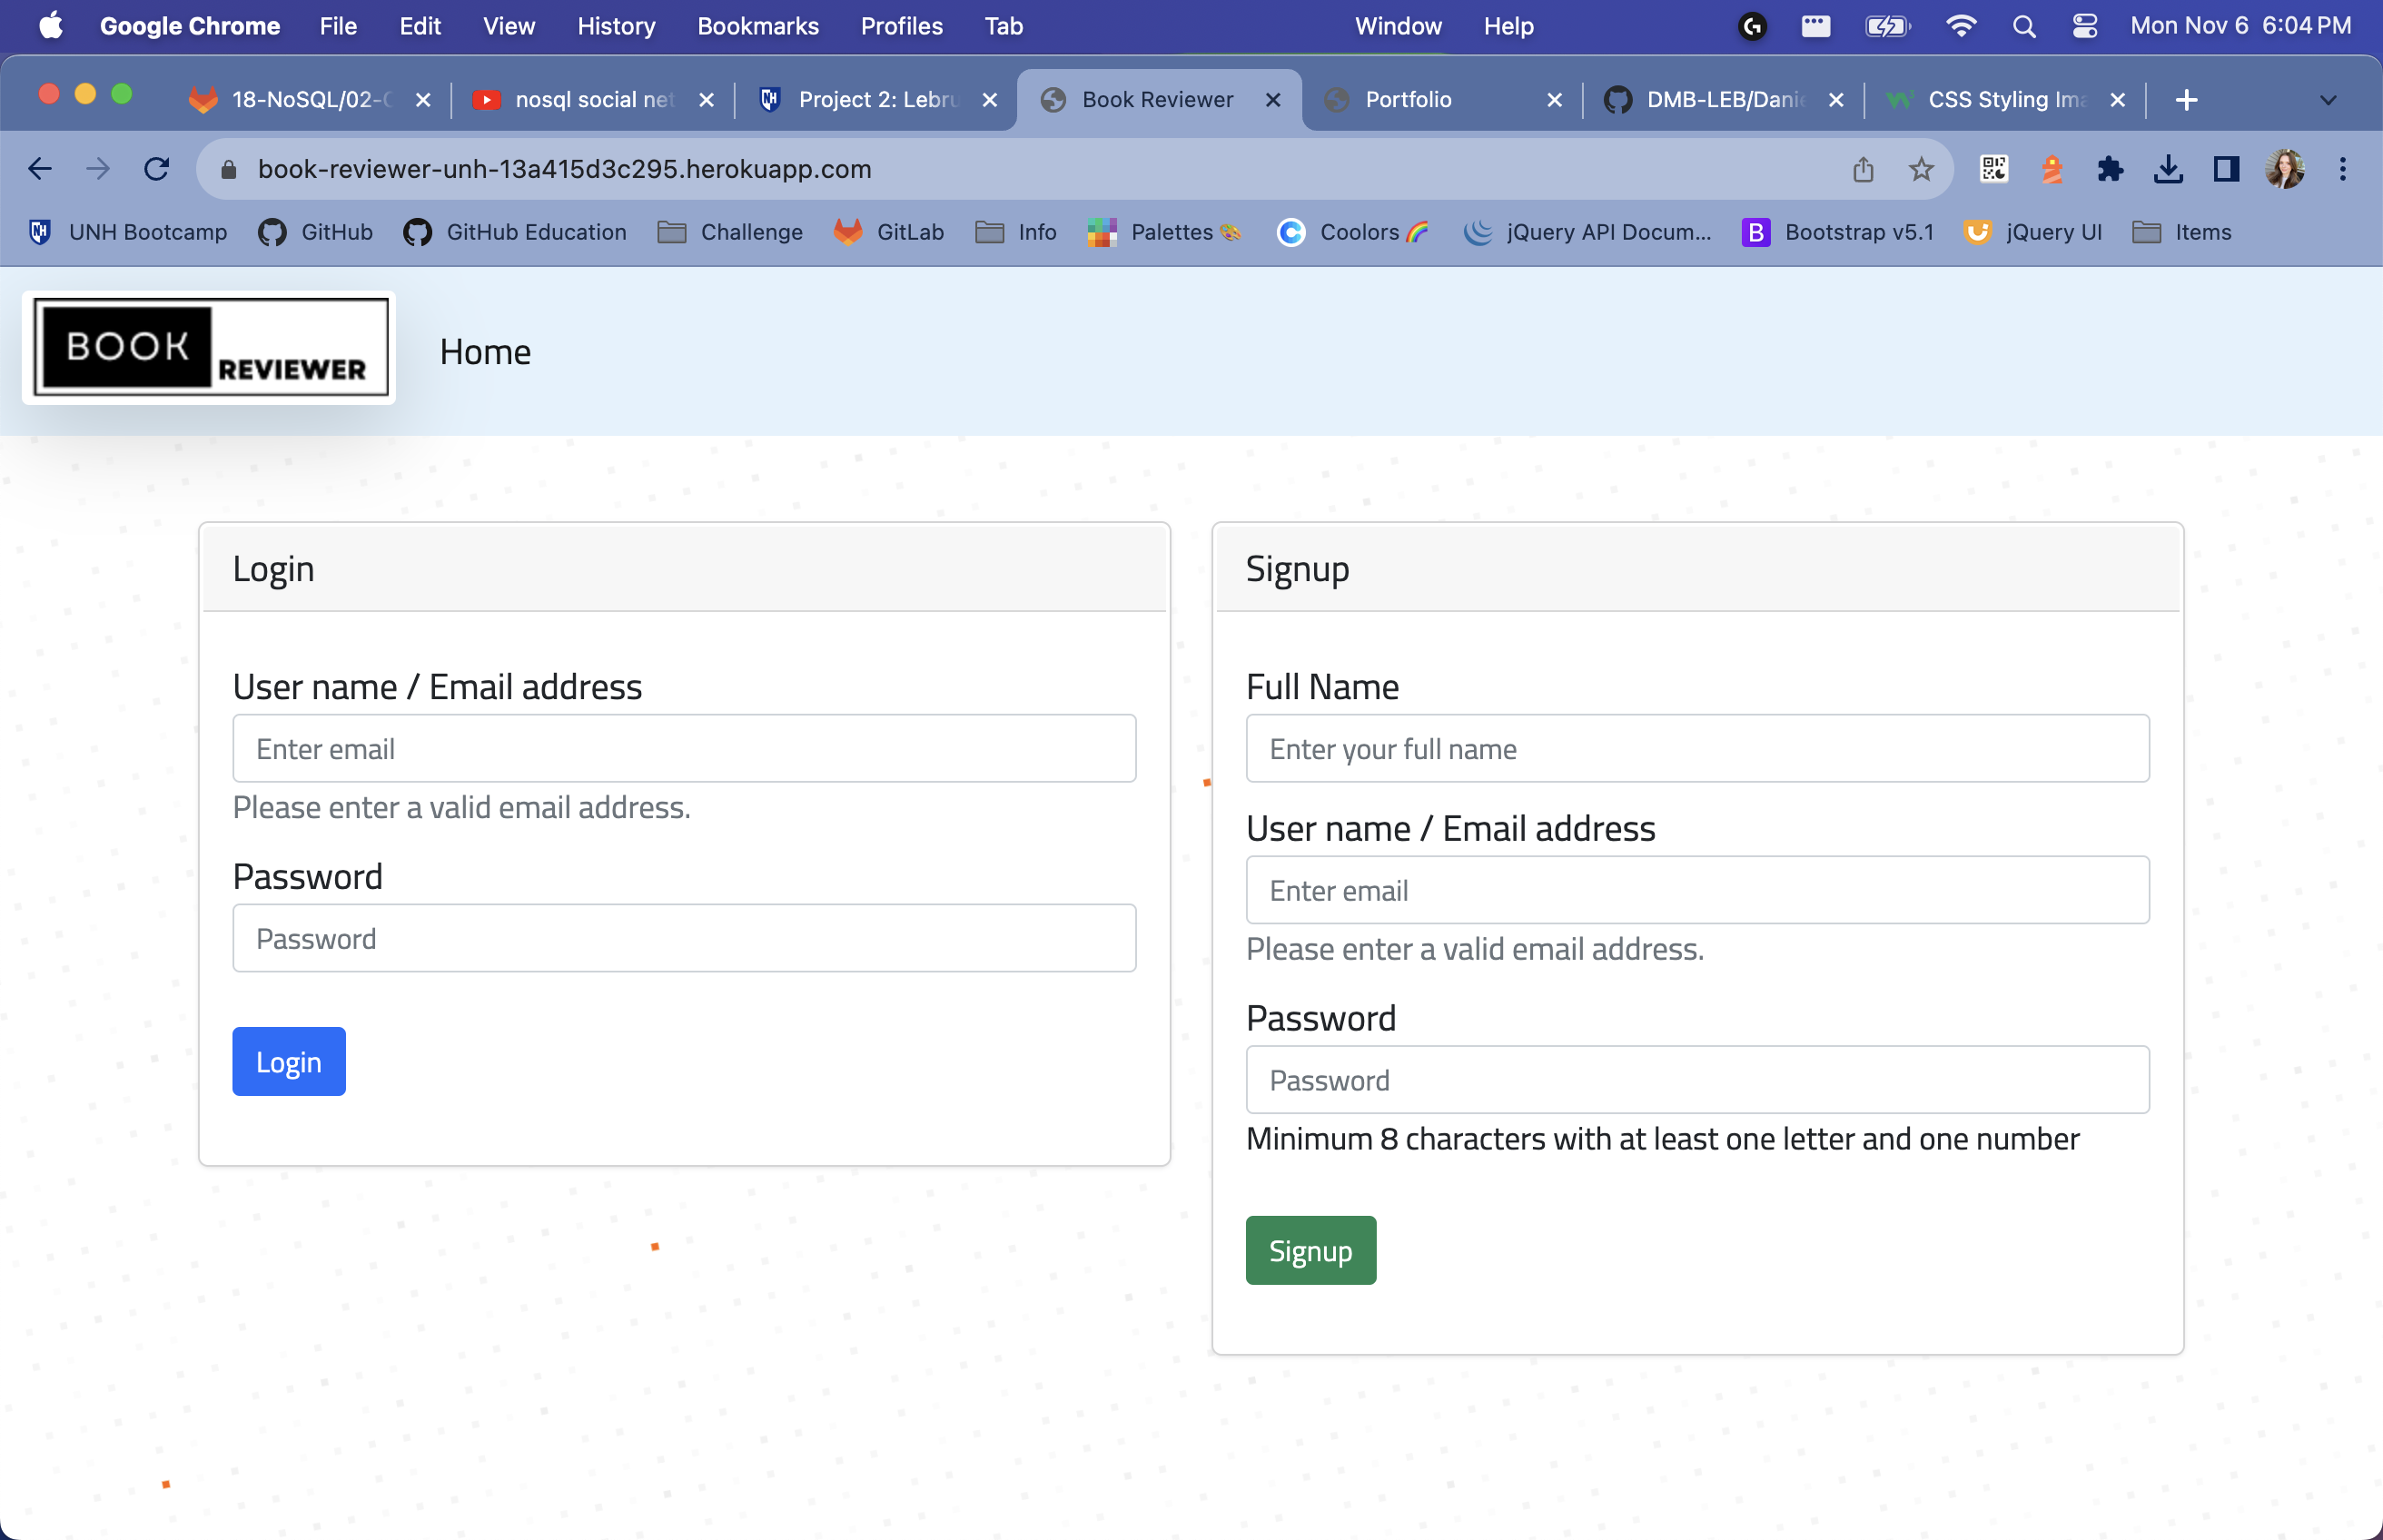 Google Chrome File Edit View History Bookmarks Profiles Tab Window Help Mon Nov 6 6:04 PM
18-NoSQL/02-C nosql social net Project 2: Lebru Book Reviewer Portfolio DMB-LEB/Danie CSS Styling Ima
book-reviewer-unh-13a415d3c295.herokuapp.com
UNH Bootcamp GitHub GitHub Education Challenge GitLab Info Palettes Coolors jQuery API Docum... Bootstrap v5.1 jQuery UI Items
BOOK REVIEWER Home
Login
User name / Email address
Enter email
Please enter a valid email address.
Password
Password
Login
Signup
Full Name
Enter your full name
User name / Email address
Enter email
Please enter a valid email address.
Password
Password
Minimum 8 characters with at least one letter and one number
Signup